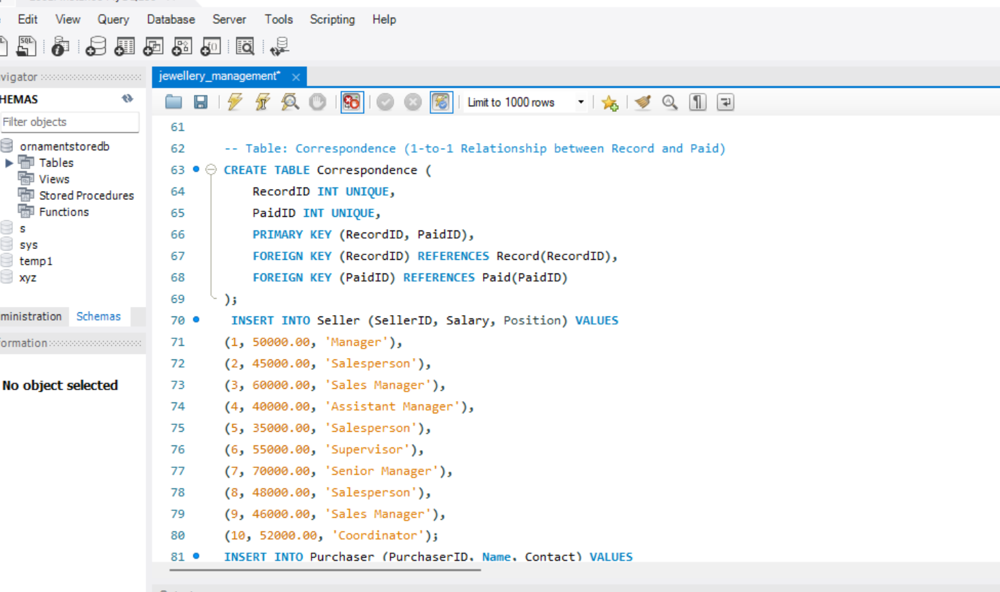 Edit View Query Database Server Tools Scripting Help
SQL
jewellery_management*
HEMAS
Filter objects
ornamentstoredb
Tables
Views
Stored Procedures
Functions
s
sys
temp1
xyz
ministration Schemas
No object selected
Limit to 1000 rows
61
62 -- Table: Correspondence (1-to-1 Relationship between Record and Paid)
63 CREATE TABLE Correspondence (
64 RecordID INT UNIQUE,
65 PaidID INT UNIQUE,
66 PRIMARY KEY (RecordID, PaidID),
67 FOREIGN KEY (RecordID) REFERENCES Record(RecordID),
68 FOREIGN KEY (PaidID) REFERENCES Paid(PaidID)
69 );
70 INSERT INTO Seller (SellerID, Salary, Position) VALUES
71 (1, 50000.00, 'Manager'),
72 (2, 45000.00, 'Salesperson'),
73 (3, 60000.00, 'Sales Manager'),
74 (4, 40000.00, 'Assistant Manager'),
75 (5, 35000.00, 'Salesperson'),
76 (6, 55000.00, 'Supervisor'),
77 (7, 70000.00, 'Senior Manager'),
78 (8, 48000.00, 'Salesperson'),
79 (9, 46000.00, 'Sales Manager'),
80 (10, 52000.00, 'Coordinator');
81 INSERT INTO Purchaser (PurchaserID, Name, Contact) VALUES